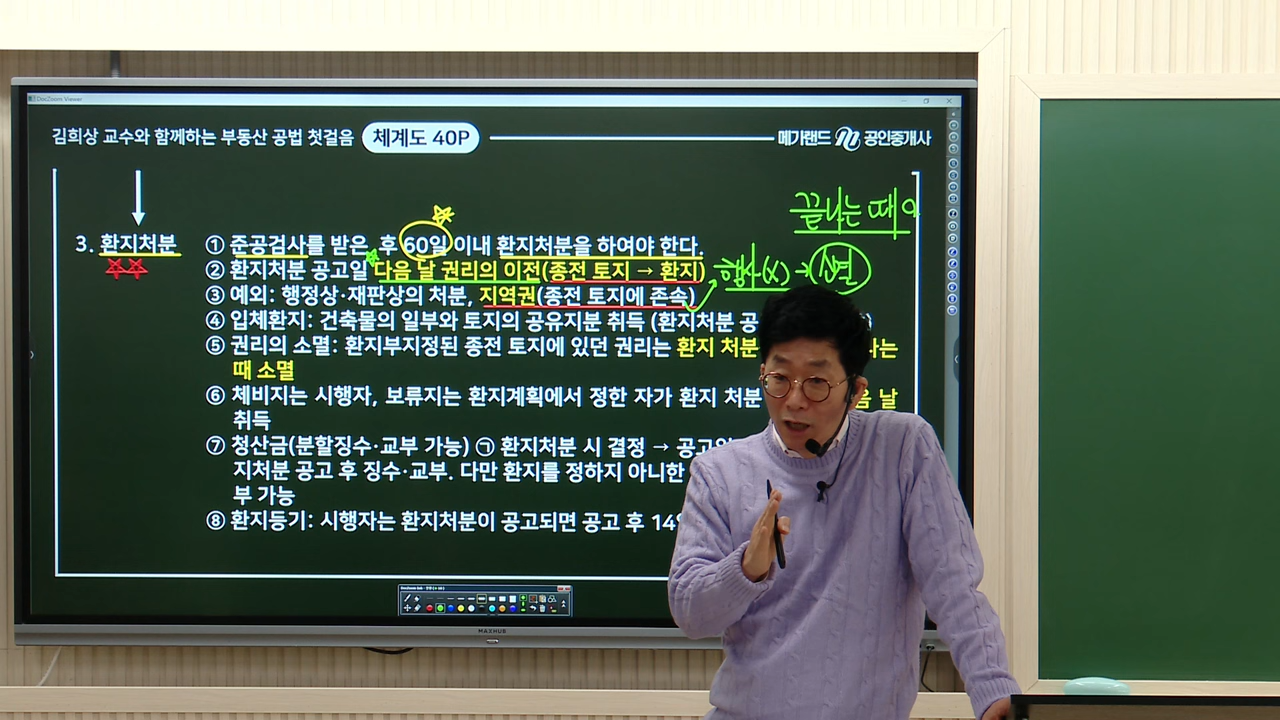 DocZoom Viewer
김희상 교수와 함께하는 부동산 공법 첫걸음 체계도 40P 메가랜드 공인중개사
끝나는 때
3. 환지처분 ① 준공검사를 받은 후 60일 이내 환지처분을 하여야 한다.
② 환지처분 공고일 다음 날 권리의 이전(종전 토지 → 환지) 행사(x) → 소멸
③ 예외: 행정상·재판상의 처분, 지역권(종전 토지에 존속)
④ 입체환지: 건축물의 일부와 토지의 공유지분 취득 (환지처분 공
⑤ 권리의 소멸: 환지부지정된 종전 토지에 있던 권리는 환지 처분 나는
때 소멸
⑥ 체비지는 시행자, 보류지는 환지계획에서 정한 자가 환지 처분 음 날
취득
⑦ 청산금(분할징수·교부 가능) ㉠ 환지처분 시 결정 → 공고일
지처분 공고 후 징수·교부. 다만 환지를 정하지 아니한
부 가능
⑧ 환지등기: 시행자는 환지처분이 공고되면 공고 후 14
MAXHUB